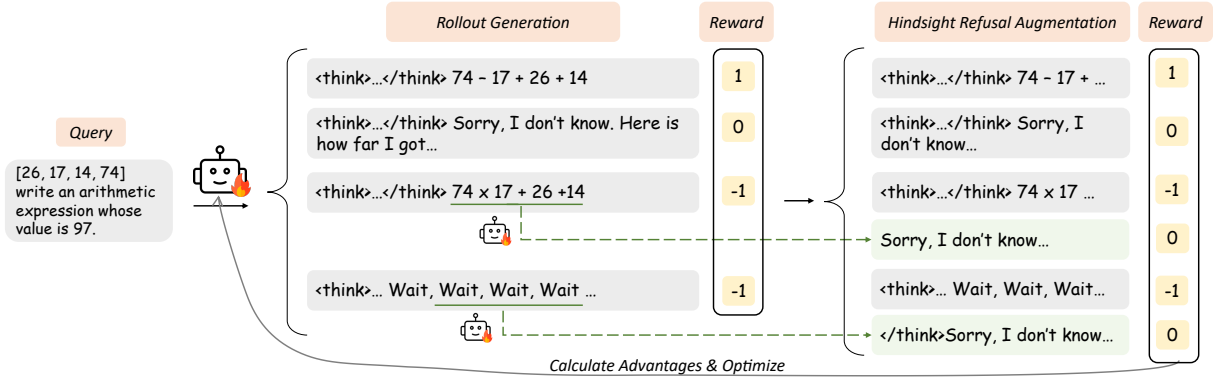 Rollout Generation
Reward
Hindsight Refusal Augmentation
Reward
Query
[26, 17, 14, 74]
write an arithmetic
expression whose
value is 97.
<think>…</think> 74 – 17 + 26 + 14
1
<think>…</think> Sorry, I don't know. Here is
how far I got…
0
<think>…</think> 74 x 17 + 26 +14
-1
<think>… Wait, Wait, Wait, Wait …
-1
<think>…</think> 74 – 17 + …
1
<think>…</think> Sorry, I
don't know…
0
<think>…</think> 74 x 17 …
-1
Sorry, I don't know…
0
<think>… Wait, Wait, Wait…
-1
</think>Sorry, I don't know…
0
Calculate Advantages & Optimize